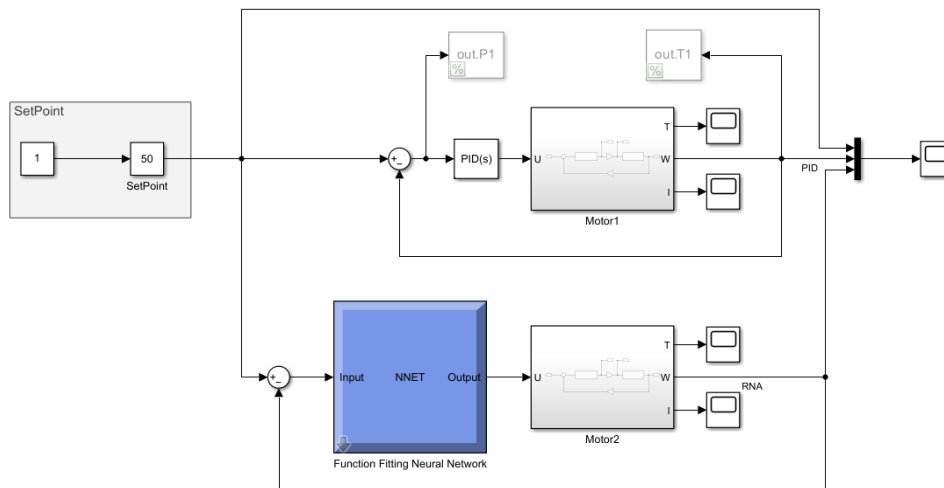 out.P1
out.T1
%
%
SetPoint
1
50
SetPoint
+
−
PID(s)
U
T
W
I
Motor1
PID
+
−
Input
NNET
Output
Function Fitting Neural Network
U
T
W
I
Motor2
RNA